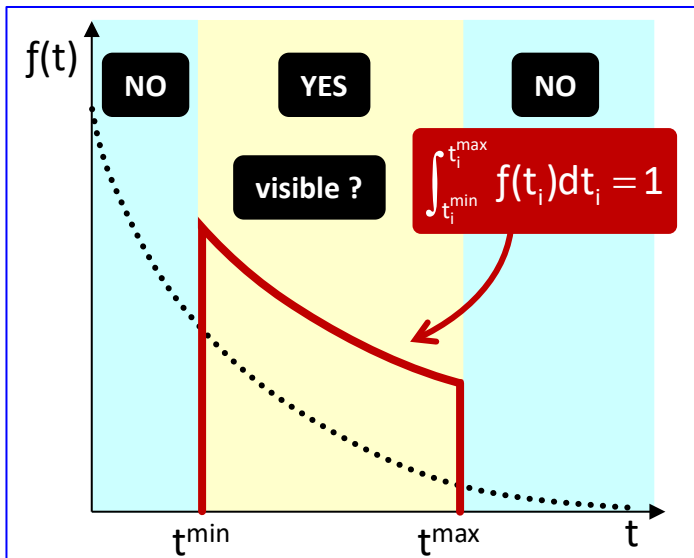 f(t)
NO YES NO
visible ?
∫_{t_i^{min}}^{t_i^{max}} f(t_i)dt_i = 1
t^{min} t^{max} t